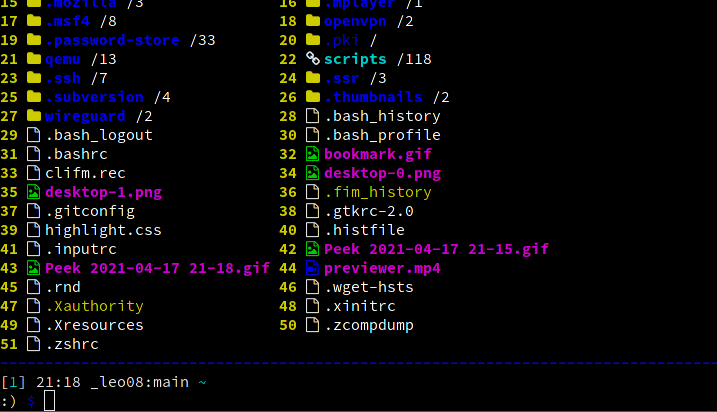 15 .mozilla /3 16 .mplayer /1
17 .msf4 /8 18 openvpn /2
19 .password-store /33 20 .pki /
21 qemu /13 22 scripts /118
23 .ssh /7 24 .ssr /3
25 .subversion /4 26 .thumbnails /2
27 wireguard /2 28 .bash_history
29 .bash_logout 30 .bash_profile
31 .bashrc 32 bookmark.gif
33 clifm.rec 34 desktop-0.png
35 desktop-1.png 36 .fim_history
37 .gitconfig 38 .gtkrc-2.0
39 highlight.css 40 .histfile
41 .inputrc 42 Peek 2021-04-17 21-15.gif
43 Peek 2021-04-17 21-18.gif 44 previewer.mp4
45 .rnd 46 .wget-hsts
47 .Xauthority 48 .xinitrc
49 .Xresources 50 .zcompdump
51 .zshrc
[1] 21:18 _leo08:main ~
:) $